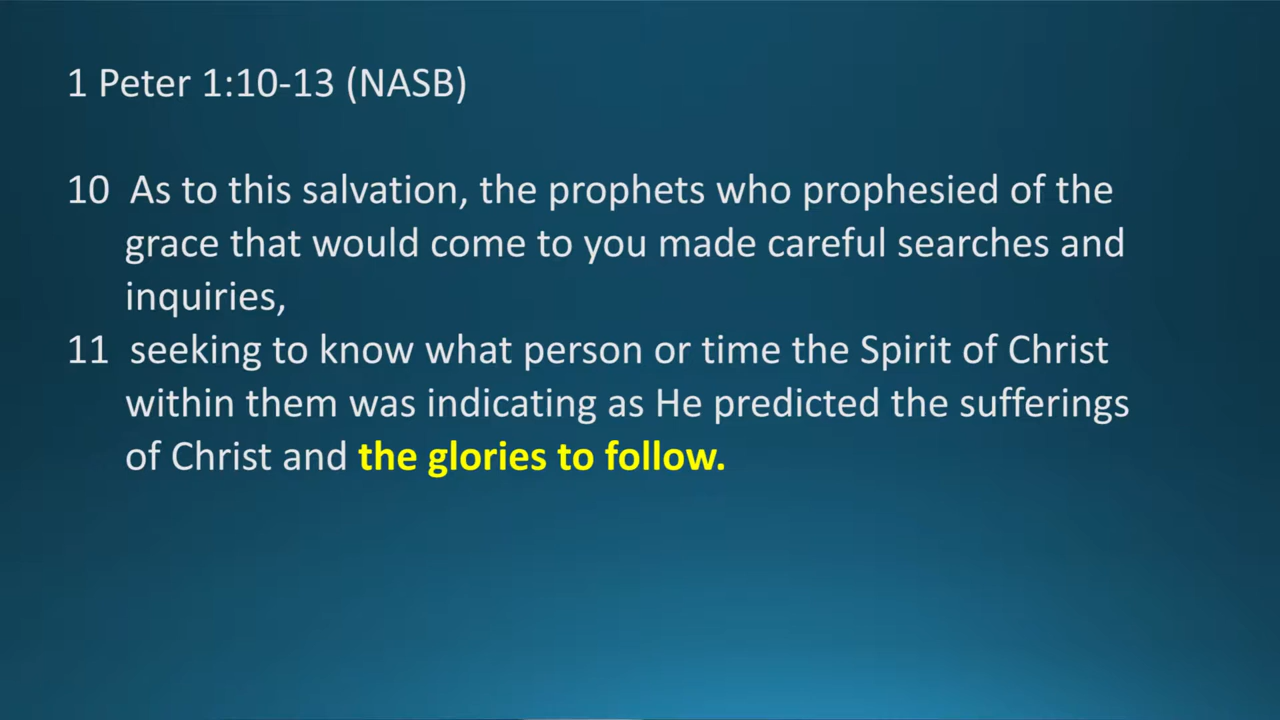 1 Peter 1:10-13 (NASB)
10 As to this salvation, the prophets who prophesied of the
grace that would come to you made careful searches and
inquiries,
11 seeking to know what person or time the Spirit of Christ
within them was indicating as He predicted the sufferings
of Christ and the glories to follow.